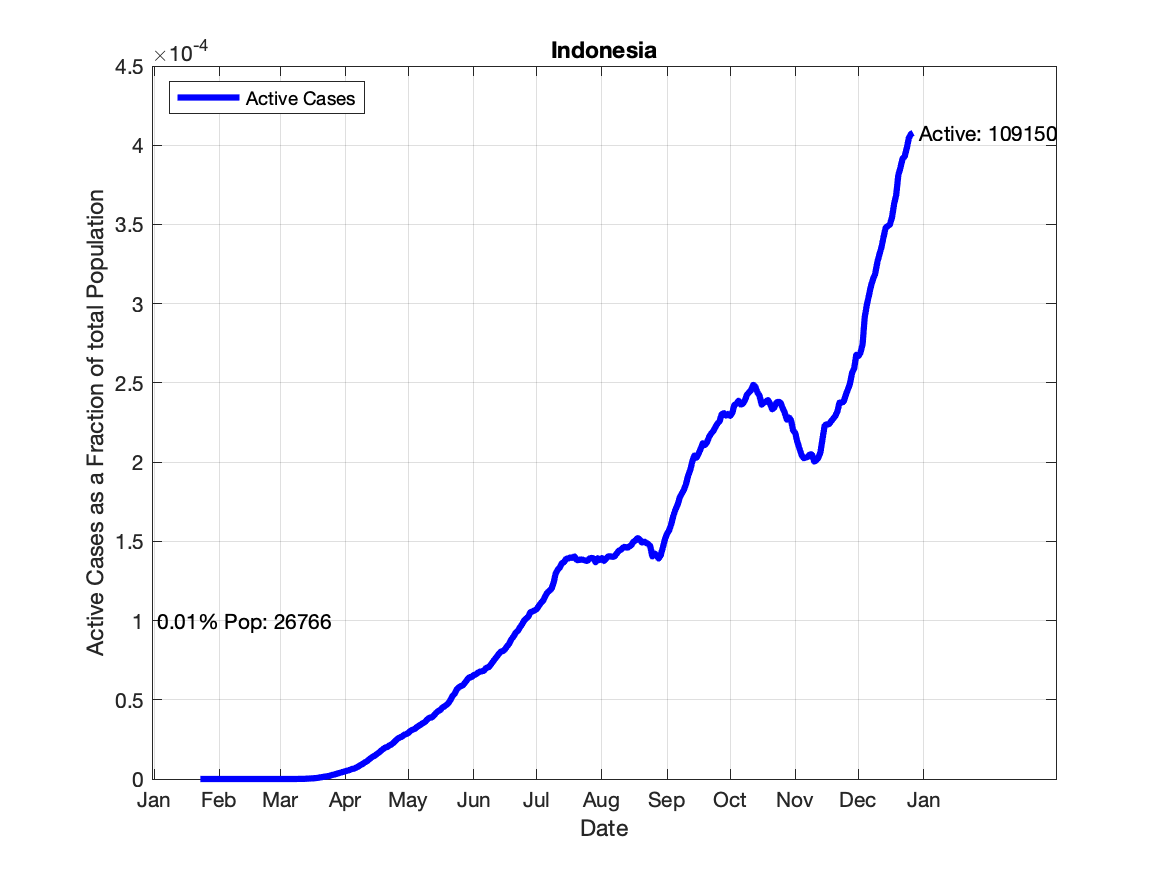 Indonesia
×10-4
Active Cases
4.5
4
3.5
3
2.5
2
1.5
1
0.5
0
Active Cases as a Fraction of total Population
Active: 109150
0.01% Pop: 26766
Jan Feb Mar Apr May Jun Jul Aug Sep Oct Nov Dec Jan
Date